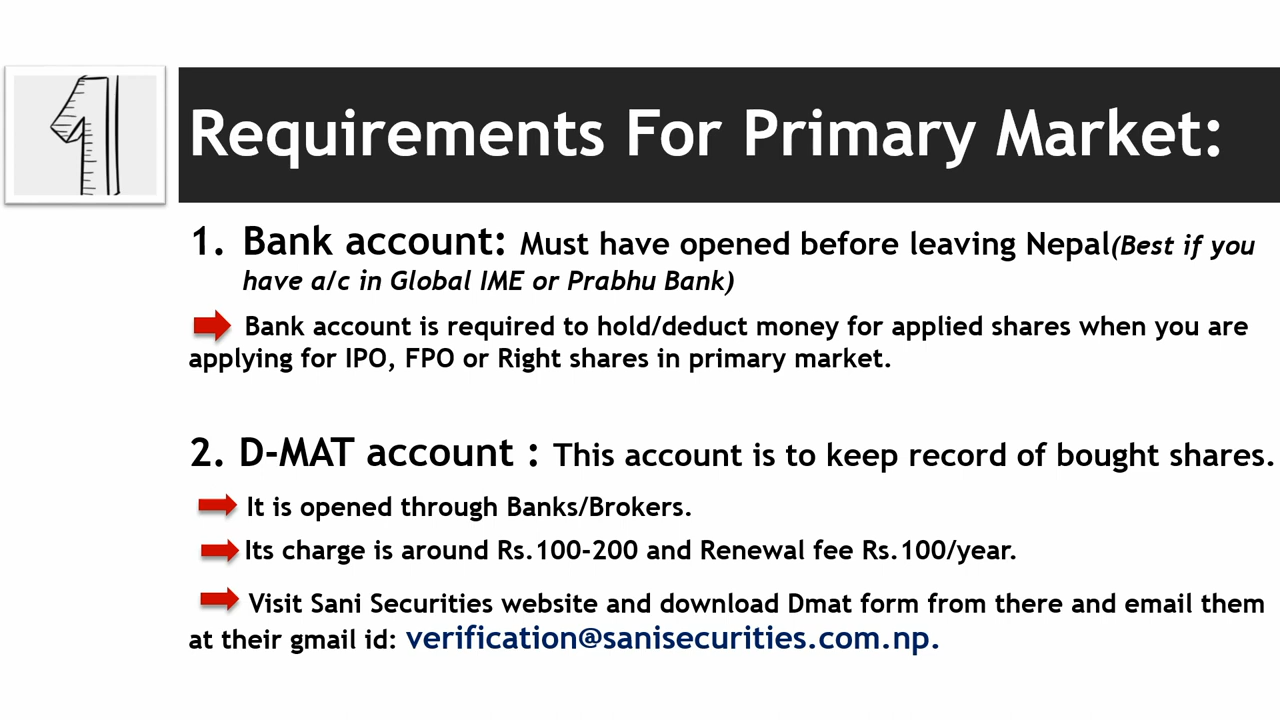 Requirements For Primary Market:
1. Bank account: Must have opened before leaving Nepal(Best if you
have a/c in Global IME or Prabhu Bank)
Bank account is required to hold/deduct money for applied shares when you are
applying for IPO, FPO or Right shares in primary market.
2. D-MAT account : This account is to keep record of bought shares.
It is opened through Banks/Brokers.
Its charge is around Rs.100-200 and Renewal fee Rs.100/year.
Visit Sani Securities website and download Dmat form from there and email them
at their gmail id: verification@sanisecurities.com.np.